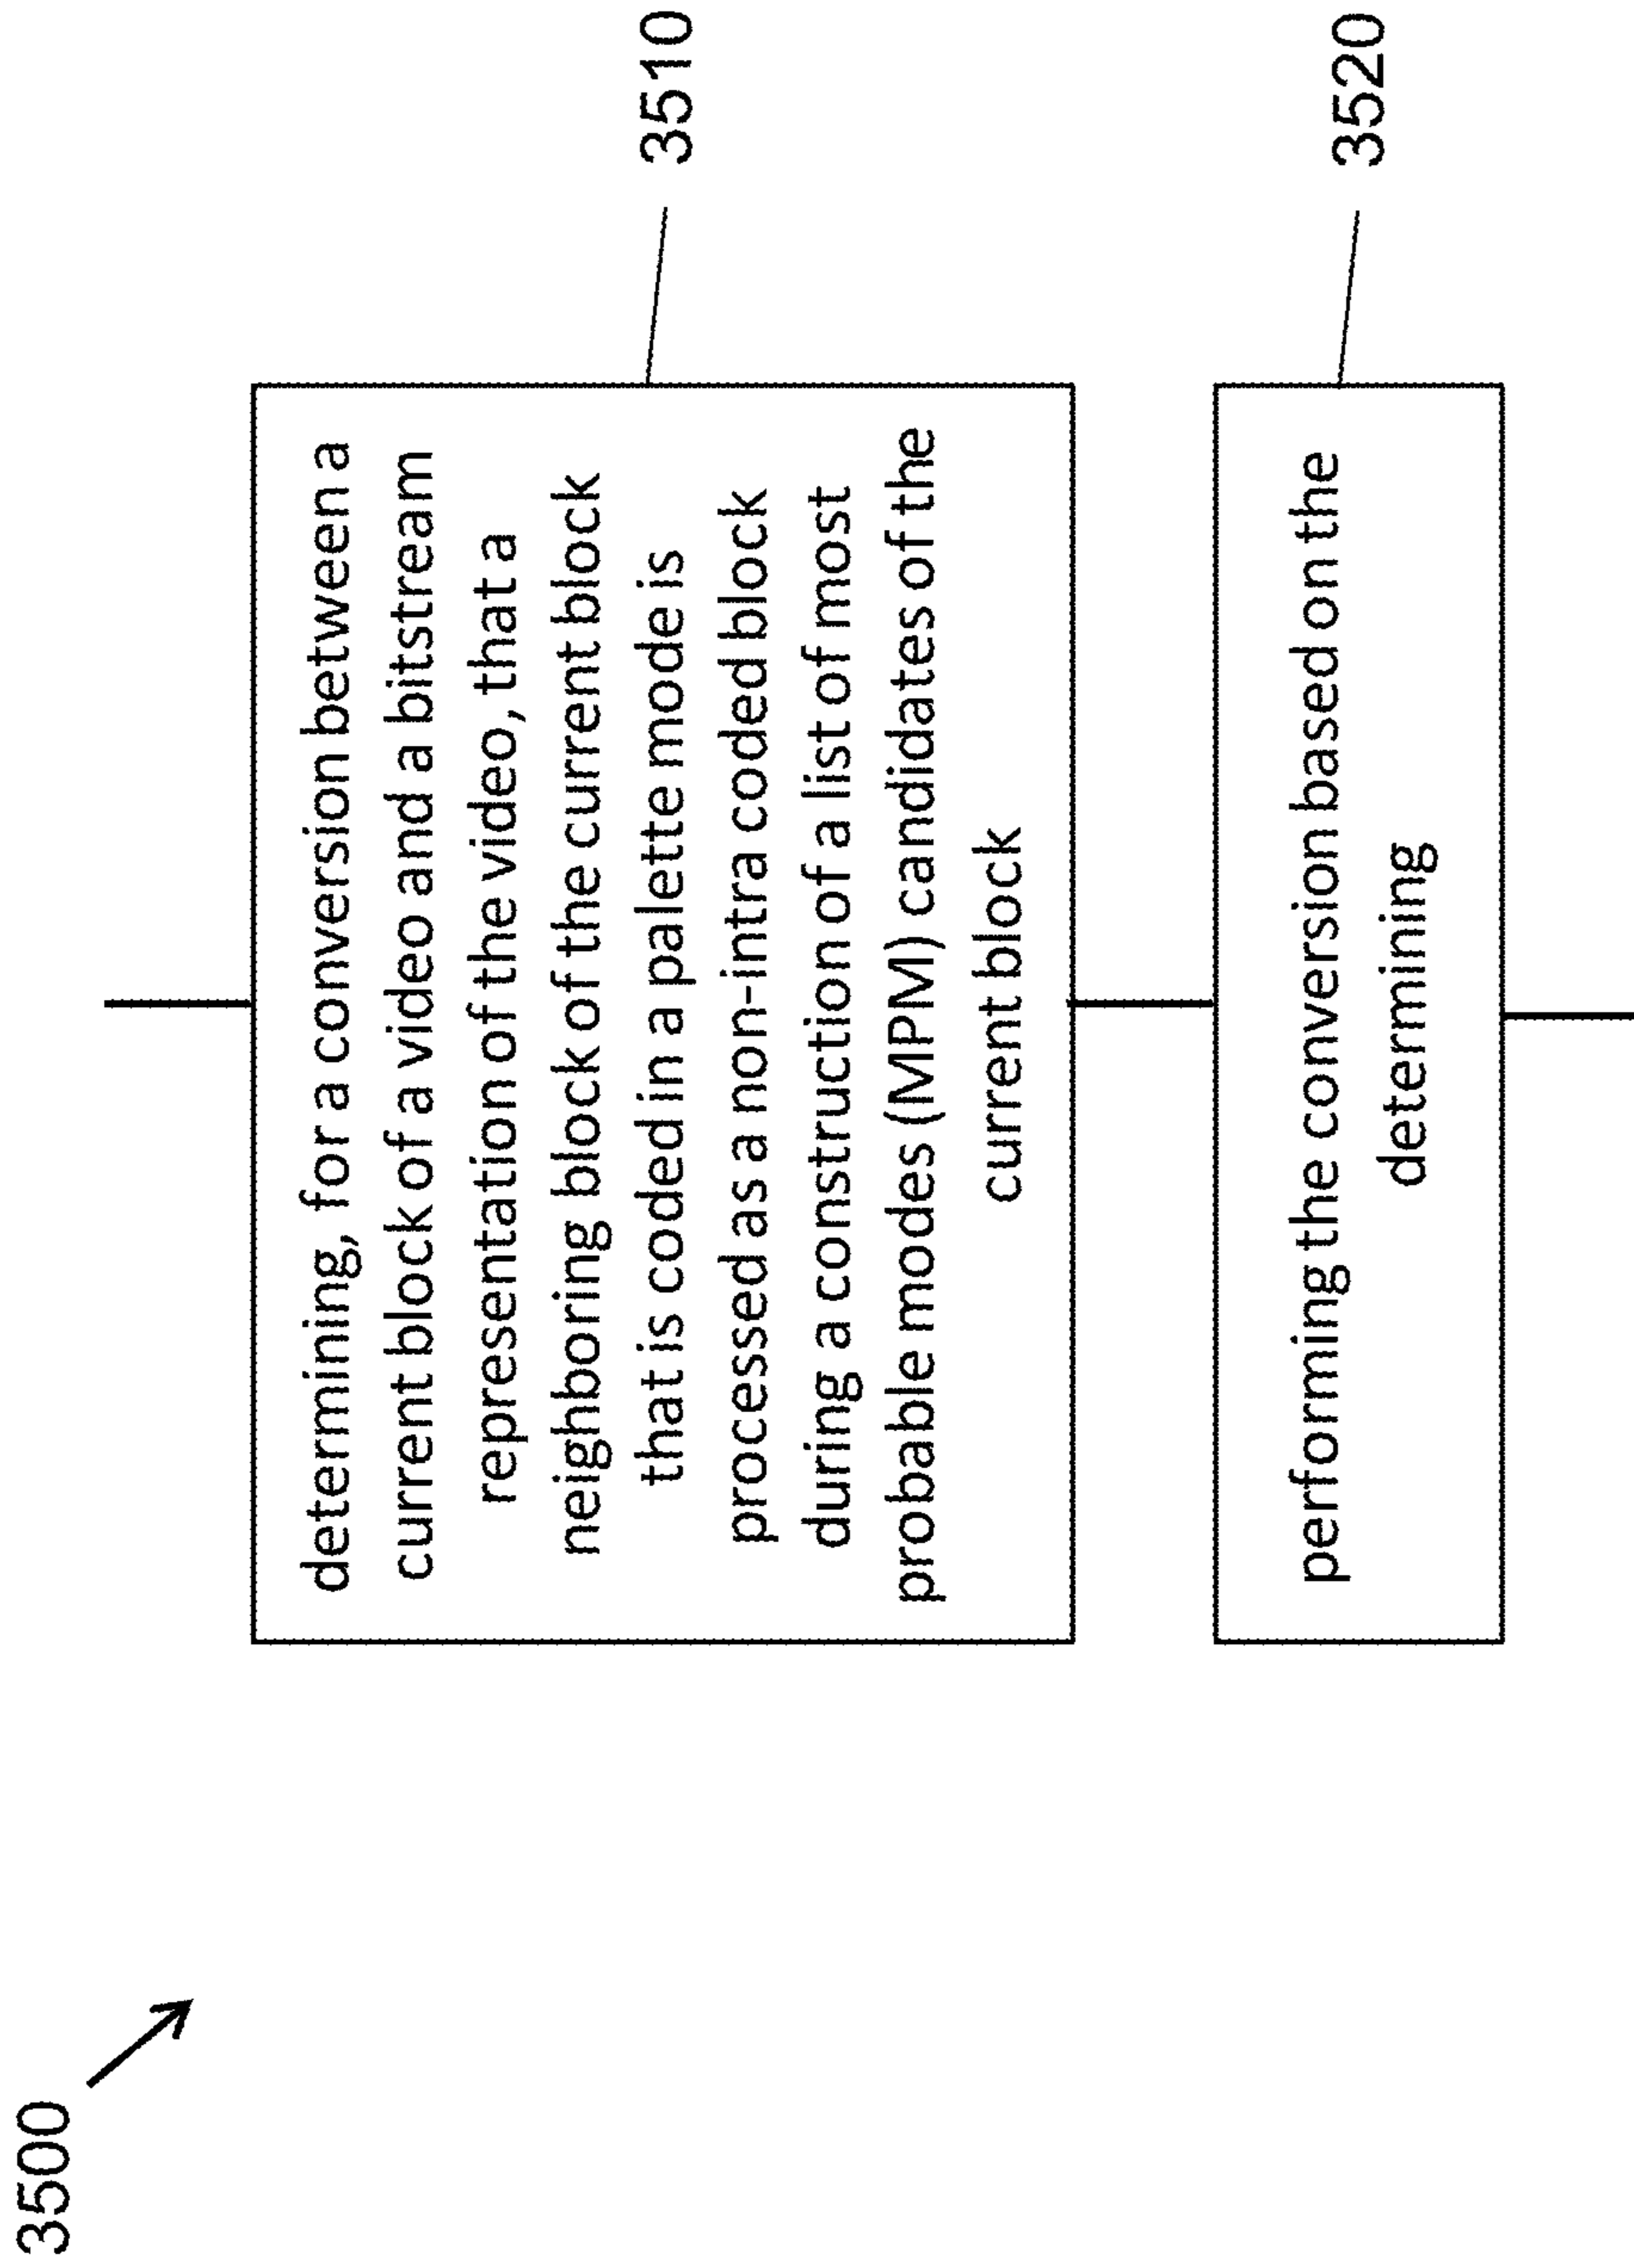 3500
determining, for a conversion between a
current block of a video and a bitstream
representation of the video, that a
neighboring block of the current block
that is coded in a palette mode is
processed as a non-intra coded block
during a construction of a list of most
probable modes (MPM) candidates of the
current block
3510
performing the conversion based on the
determining
3520